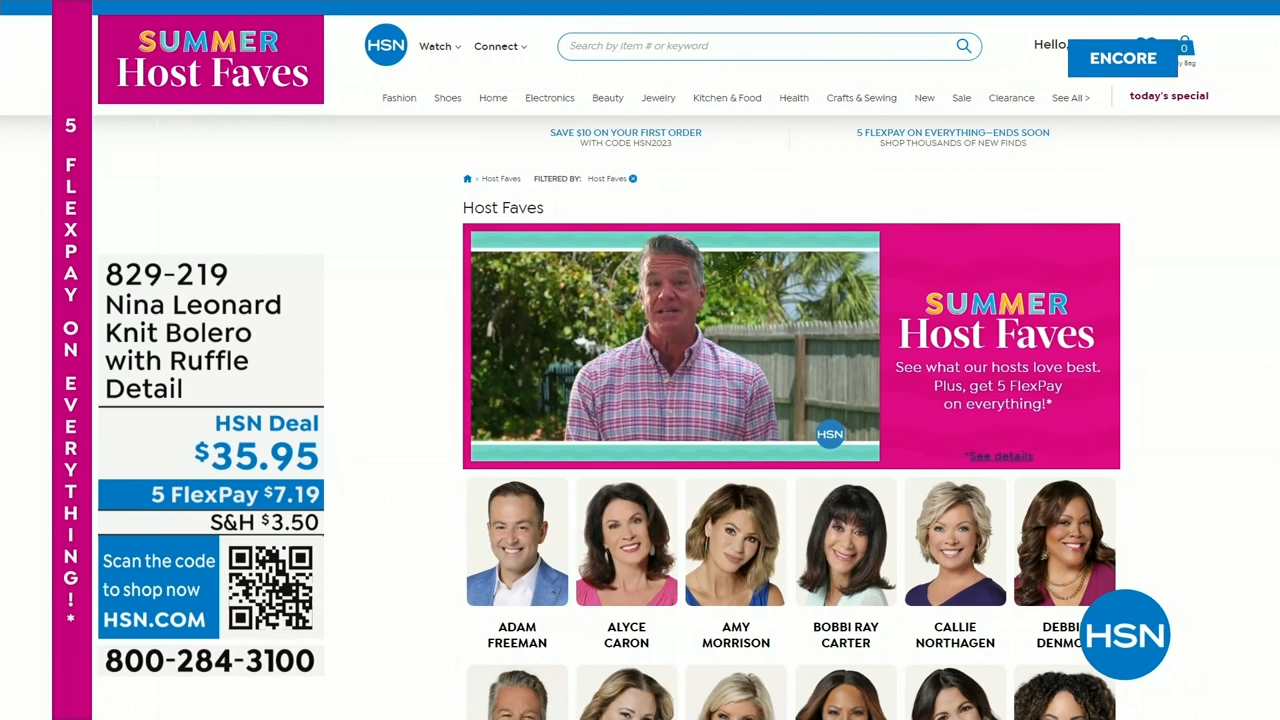 SUMMER
Host Faves
5 FLEXPAY ON EVERYTHING!*
829-219
Nina Leonard
Knit Bolero
with Ruffle
Detail
HSN Deal
$35.95
5 FlexPay $7.19
S&H $3.50
Scan the code
to shop now
HSN.COM
800-284-3100
HSN
Watch
Connect
Search by item # or keyword
Hello,
ENCORE
0
Bag
Fashion
Shoes
Home
Electronics
Beauty
Jewelry
Kitchen & Food
Health
Crafts & Sewing
New
Sale
Clearance
See All >
today's special
SAVE $10 ON YOUR FIRST ORDER
WITH CODE HSN2023
5 FLEXPAY ON EVERYTHING—ENDS SOON
SHOP THOUSANDS OF NEW FINDS
> Host Faves
FILTERED BY: Host Faves
Host Faves
HSN
SUMMER
Host Faves
See what our hosts love best.
Plus, get 5 FlexPay
on everything!*
*See details
ADAM
FREEMAN
ALYCE
CARON
AMY
MORRISON
BOBBI RAY
CARTER
CALLIE
NORTHAGEN
HSN